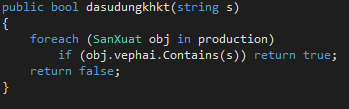 public bool dasudungkhkt(string s)
{
    foreach (SanXuat obj in production)
        if (obj.vephai.Contains(s)) return true;
    return false;
}